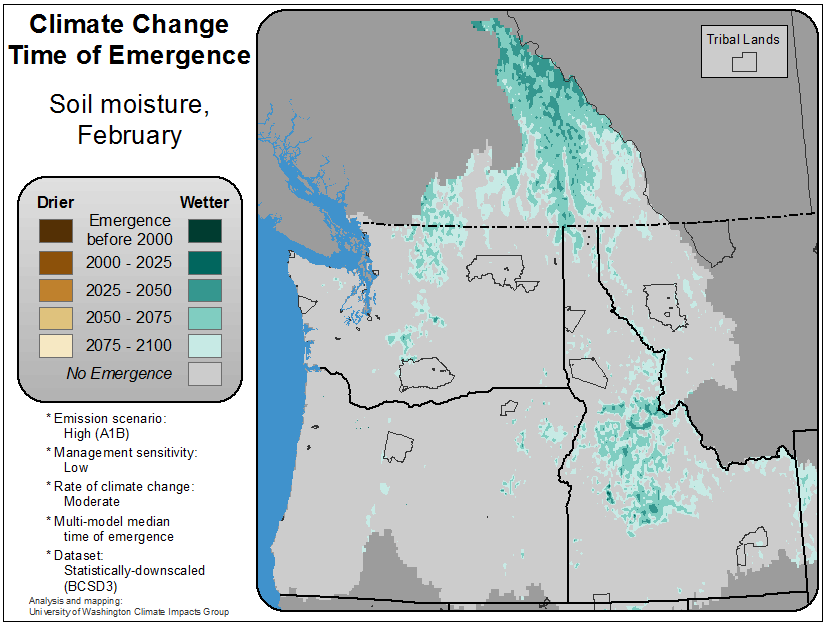 Climate Change
Time of Emergence
Soil moisture,
February
Drier
Wetter
Emergence
before 2000
2000 - 2025
2025 - 2050
2050 - 2075
2075 - 2100
No Emergence
* Emission scenario:
High (A1B)
* Management sensitivity:
Low
* Rate of climate change:
Moderate
* Multi-model median
time of emergence
* Dataset:
Statistically-downscaled
(BCSD3)
Analysis and mapping:
University of Washington Climate Impacts Group
Tribal Lands